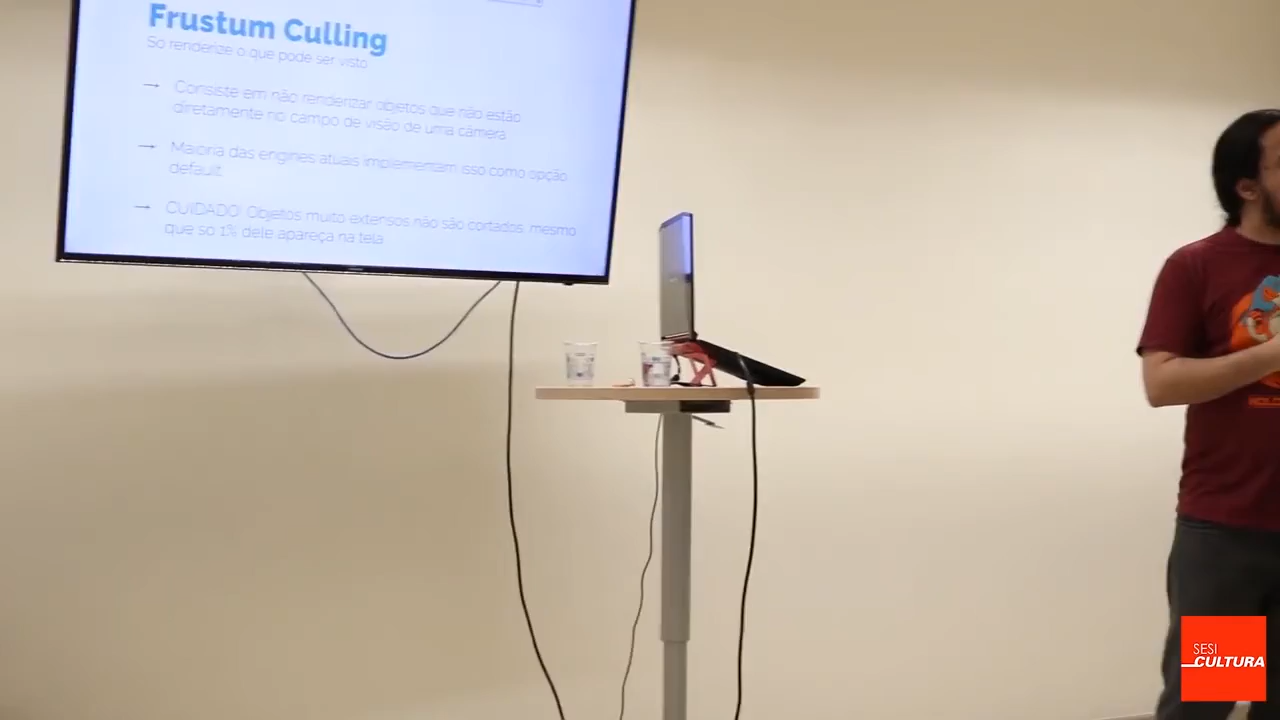 Frustum Culling
So renderize o que pode ser visto
→ Consiste em não renderizar objetos que não estão
diretamente no campo de visão de uma câmera
→ Maioria das engines atuais implementam isso como opção
default
→ CUIDADO! Objetos muito extensos não são cortados, mesmo
que so 1% dele apareça na tela
SESI
CULTURA